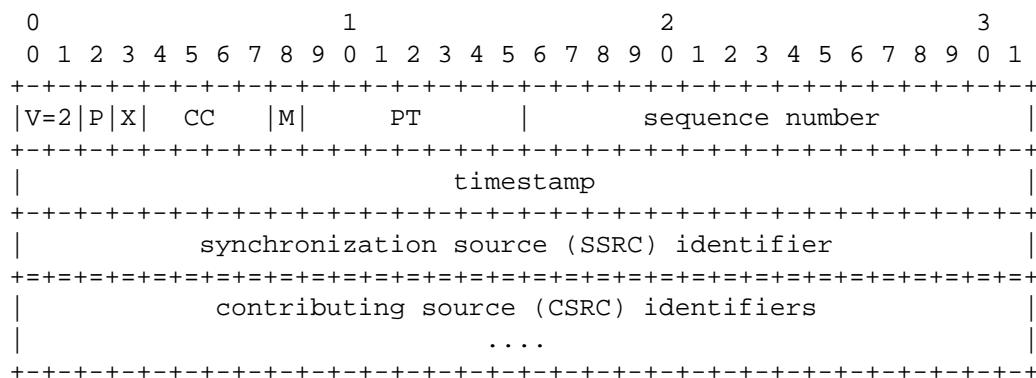 0                   1                   2                   3
 0 1 2 3 4 5 6 7 8 9 0 1 2 3 4 5 6 7 8 9 0 1 2 3 4 5 6 7 8 9 0 1
+-+-+-+-+-+-+-+-+-+-+-+-+-+-+-+-+-+-+-+-+-+-+-+-+-+-+-+-+-+-+-+-+
|V=2|P|X|  CC   |M|     PT      |       sequence number         |
+-+-+-+-+-+-+-+-+-+-+-+-+-+-+-+-+-+-+-+-+-+-+-+-+-+-+-+-+-+-+-+-+
|                           timestamp                           |
+-+-+-+-+-+-+-+-+-+-+-+-+-+-+-+-+-+-+-+-+-+-+-+-+-+-+-+-+-+-+-+-+
|           synchronization source (SSRC) identifier            |
+=+=+=+=+=+=+=+=+=+=+=+=+=+=+=+=+=+=+=+=+=+=+=+=+=+=+=+=+=+=+=+=+
|            contributing source (CSRC) identifiers             |
|                             ....                              |
+-+-+-+-+-+-+-+-+-+-+-+-+-+-+-+-+-+-+-+-+-+-+-+-+-+-+-+-+-+-+-+-+